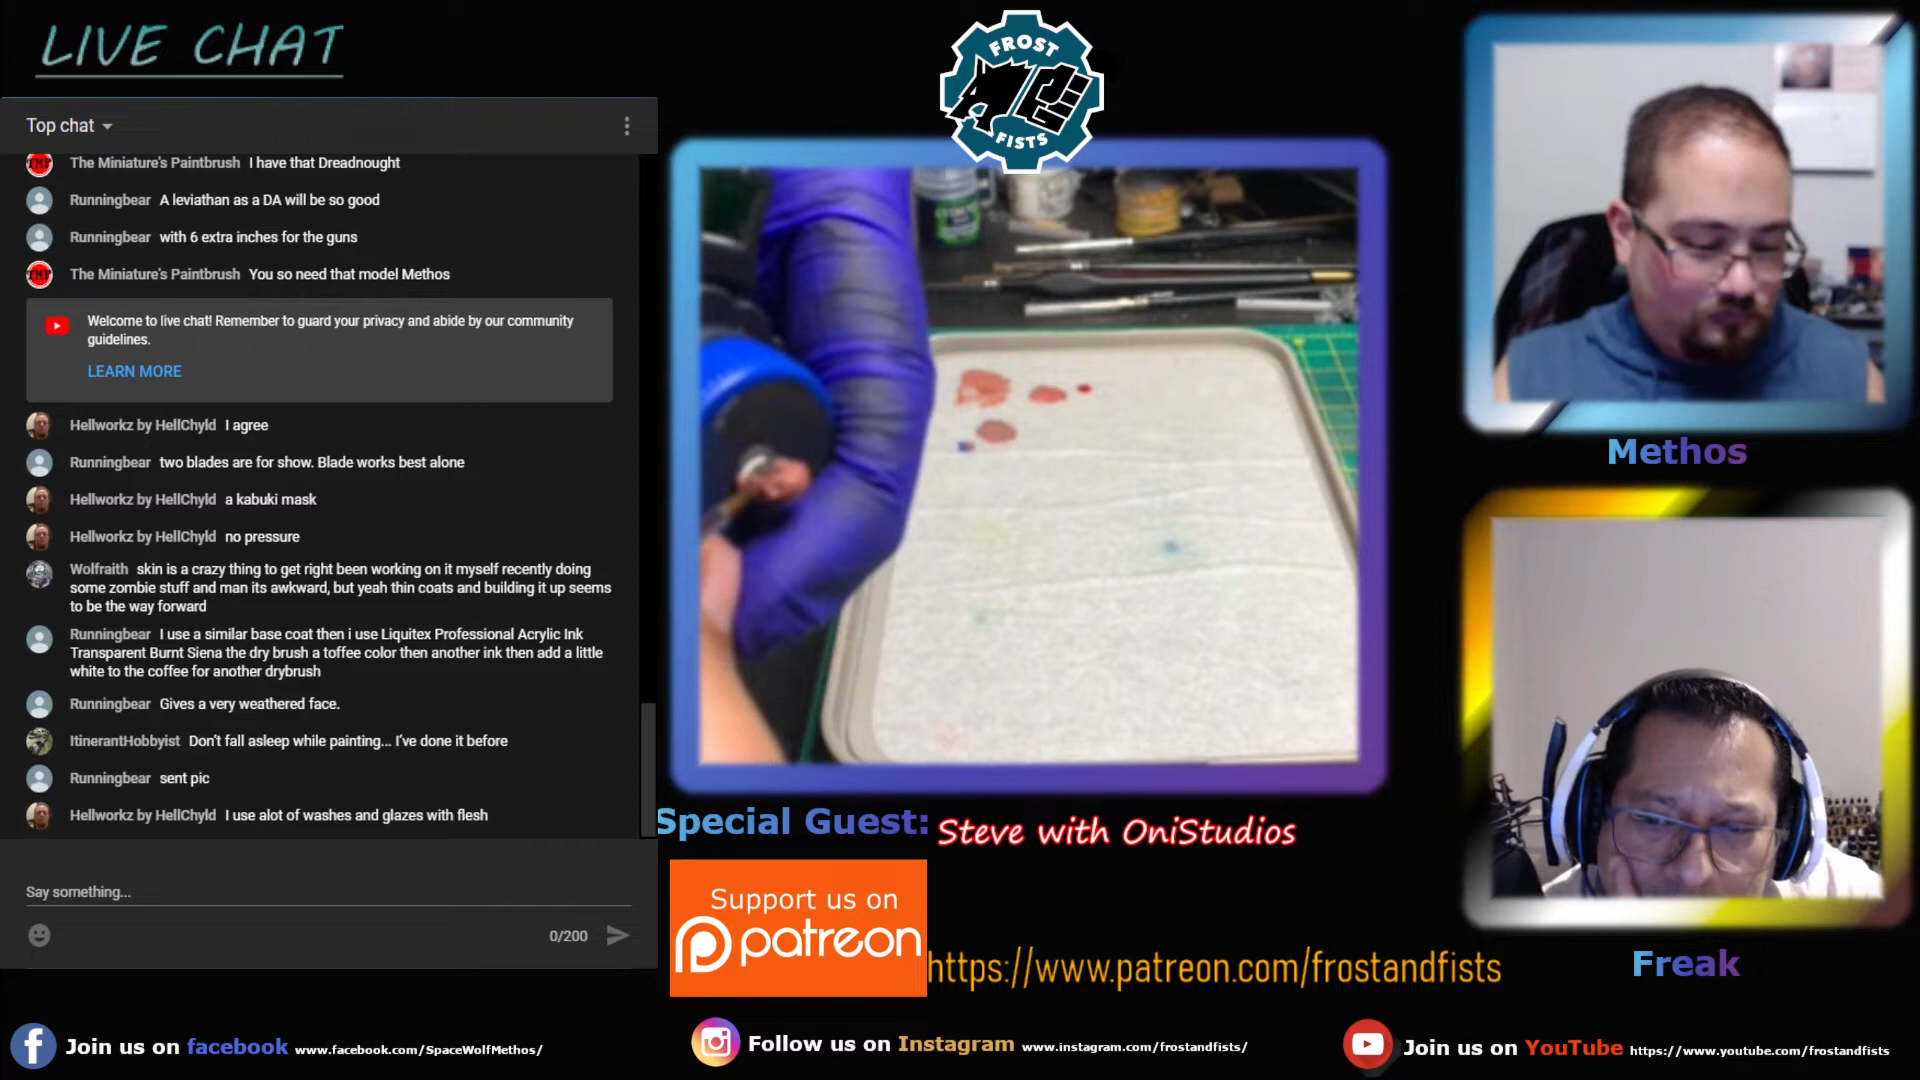 LIVE CHAT
Top chat
The Miniature's Paintbrush I have that Dreadnought
Runningbear A leviathan as a DA will be so good
Runningbear with 6 extra inches for the guns
The Miniature's Paintbrush You so need that model Methos
Welcome to live chat! Remember to guard your privacy and abide by our community
guidelines.
LEARN MORE
Hellworkz by HellChyld I agree
Runningbear two blades are for show. Blade works best alone
Hellworkz by HellChyld a kabuki mask
Hellworkz by HellChyld no pressure
Wolfraith skin is a crazy thing to get right been working on it myself recently doing
some zombie stuff and man its awkward, but yeah thin coats and building it up seems
to be the way forward
Runningbear I use a similar base coat then i use Liquitex Professional Acrylic Ink
Transparent Burnt Siena the dry brush a toffee color then another ink then add a little
white to the coffee for another drybrush
Runningbear Gives a very weathered face.
ItinerantHobbyist Don't fall asleep while painting... I've done it before
Runningbear sent pic
Hellworkz by HellChyld I use alot of washes and glazes with flesh
Say something...
0/200
FROST
FISTS
Methos
Special Guest: Steve with OniStudios
Support us on
patreon
https://www.patreon.com/frostandfists
Freak
Join us on facebook www.facebook.com/SpaceWolfMethos/
Follow us on Instagram www.instagram.com/frostandfists/
Join us on YouTube https://www.youtube.com/frostandfists